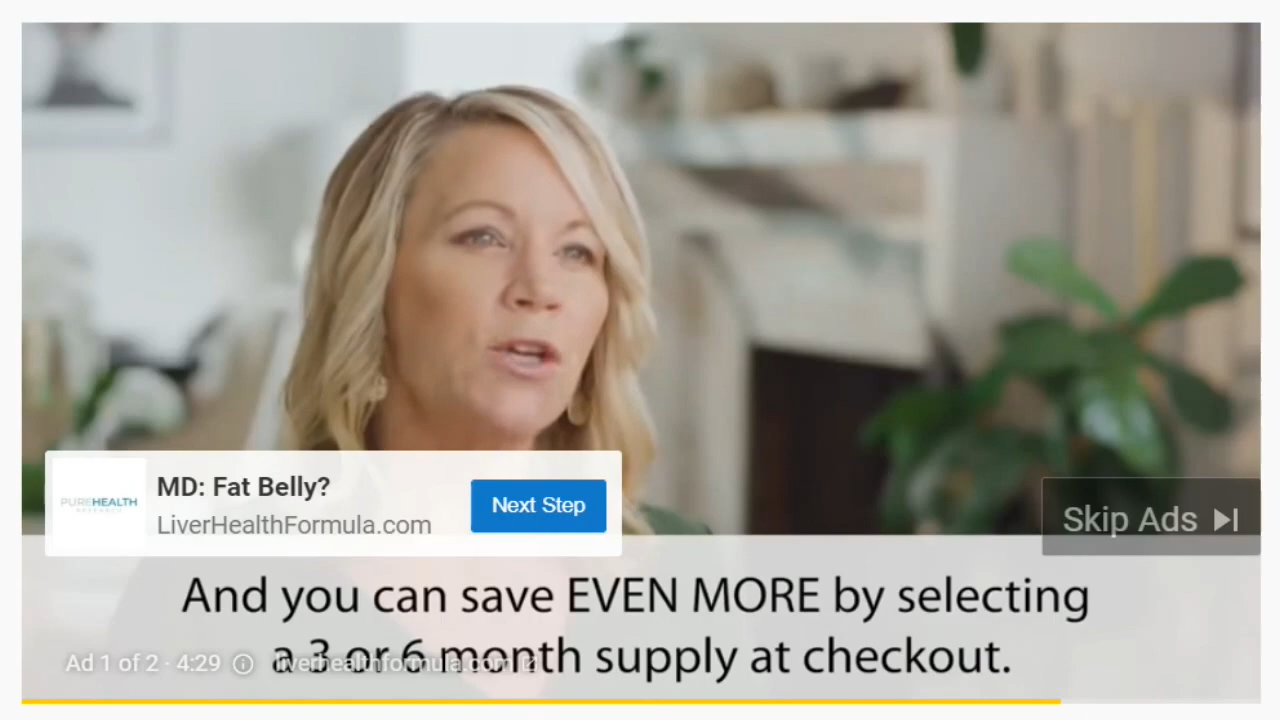 PUREHEALTH
RESEARCH
MD: Fat Belly?
LiverHealthFormula.com
Next Step
Skip Ads
And you can save EVEN MORE by selecting
a 3 or 6 month supply at checkout.
Ad 1 of 2 · 4:29
liverhealthformula.com